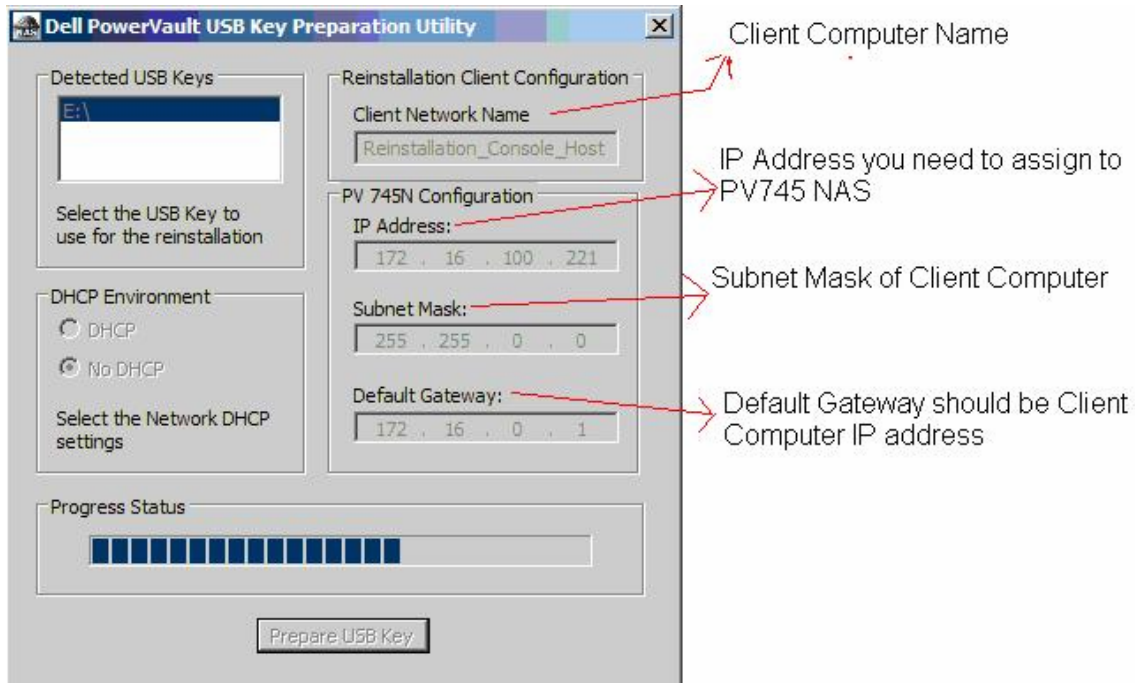 Dell PowerVault USB Key Preparation Utility
Detected USB Keys
E:\
Select the USB Key to
use for the reinstallation
DHCP Environment
DHCP
No DHCP
Select the Network DHCP
settings
Reinstallation Client Configuration
Client Network Name
Reinstallation_Console_Host
PV 745N Configuration
IP Address:
172 . 16 . 100 . 221
Subnet Mask:
255 . 255 . 0 . 0
Default Gateway:
172 . 16 . 0 . 1
Progress Status
Prepare USB Key
Client Computer Name
IP Address you need to assign to
PV745 NAS
Subnet Mask of Client Computer
Default Gateway should be Client
Computer IP address